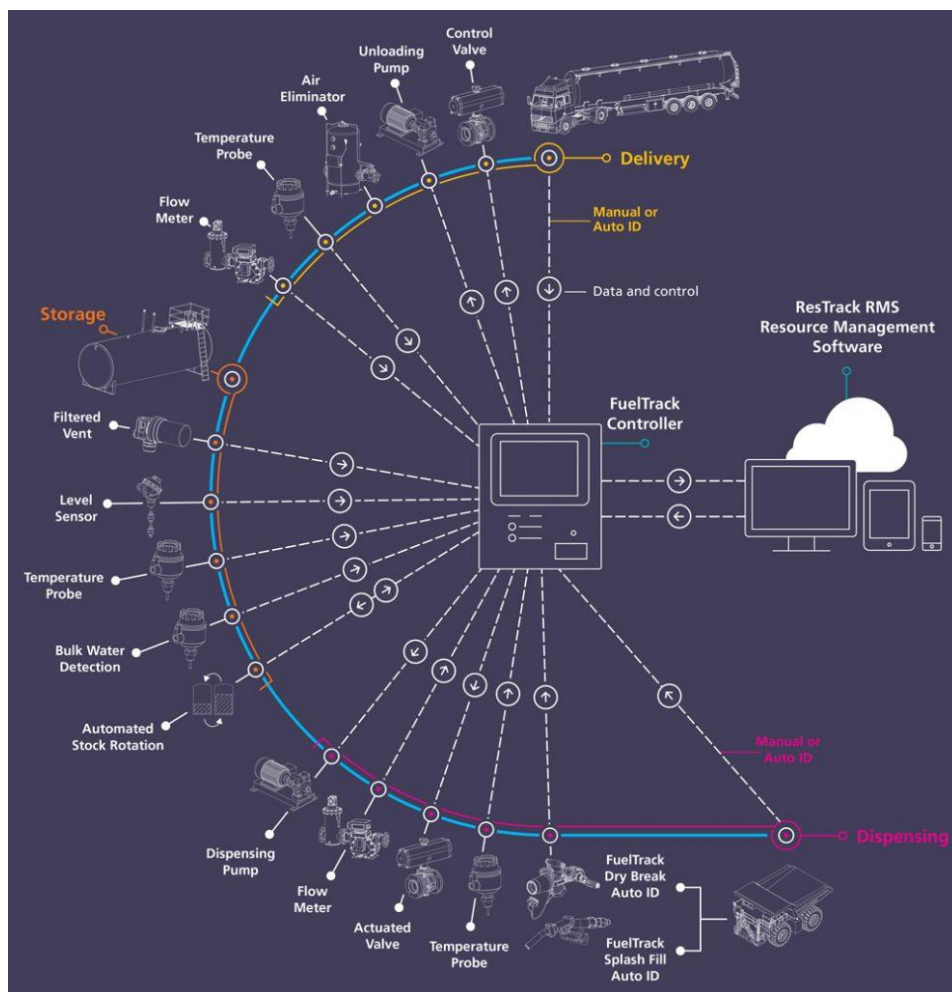 Control
Valve
Unloading
Pump
Air
Eliminator
Temperature
Probe
Flow
Meter
Delivery
Manual or
Auto ID
Data and control
Storage
ResTrack RMS
Resource Management
Software
FuelTrack
Controller
Filtered
Vent
Level
Sensor
Temperature
Probe
Bulk Water
Detection
Automated
Stock Rotation
Manual or
Auto ID
Dispensing
Dispensing
Pump
Flow
Meter
Actuated
Valve
Temperature
Probe
FuelTrack
Dry Break
Auto ID
FuelTrack
Splash Fill
Auto ID